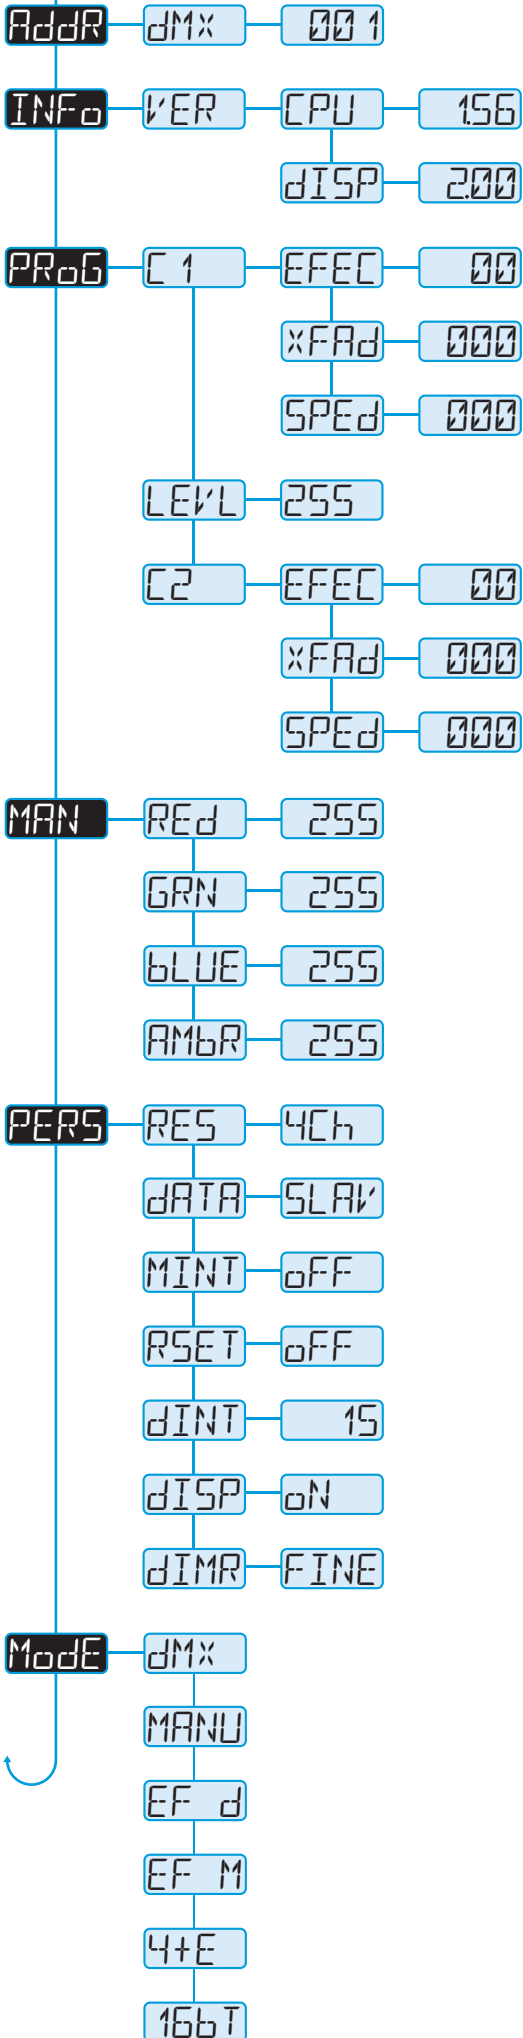 AddR dMX 001
INFo VER CPU 1.56
dISP 2.00
PRoG C 1 EFEC 00
XFAd 000
SPEd 000
LEVL 255
C2 EFEC 00
XFAd 000
SPEd 000
MAN REd 255
GRN 255
bLUE 255
AMbR 255
PERS RES 4Ch
dATA SLAV
MINT oFF
RSET oFF
dINT 15
dISP oN
dIMR FINE
ModE dMX
MANU
EF d
EF M
4+E
16bT